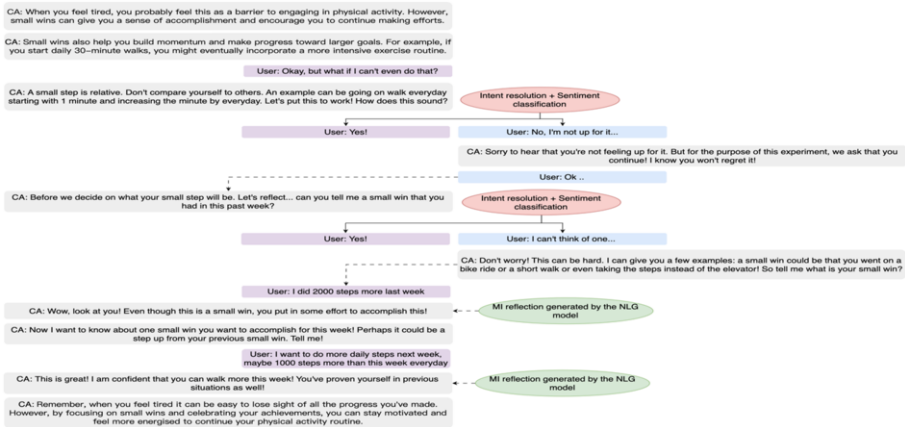 CA: When you feel tired, you probably feel this as a barrier to engaging in physical activity. However,
small wins can give you a sense of accomplishment and encourage you to continue making efforts.
CA: Small wins also help you build momentum and make progress toward larger goals. For example, if
you start daily 30–minute walks, you might eventually incorporate a more intensive exercise routine.
User: Okay, but what if I can't even do that?
CA: A small step is relative. Don't compare yourself to others. An example can be going on walk everyday
starting with 1 minute and increasing the minute by everyday. Let's put this to work! How does this sound?
Intent resolution + Sentiment
classification
User: Yes!
User: No, I'm not up for it...
CA: Sorry to hear that you're not feeling up for it. But for the purpose of this experiment, we ask that you
continue! I know you won't regret it!
User: Ok ..
CA: Before we decide on what your small step will be. Let's reflect... can you tell me a small win that you
had in this past week?
Intent resolution + Sentiment
classification
User: Yes!
User: I can't think of one...
CA: Don't worry! This can be hard. I can give you a few examples: a small win could be that you went on a
bike ride or a short walk or even taking the steps instead of the elevator! So tell me what is your small win?
User: I did 2000 steps more last week
CA: Wow, look at you! Even though this is a small win, you put in some effort to accomplish this!
MI reflection generated by the NLG
model
CA: Now I want to know about one small win you want to accomplish for this week! Perhaps it could be a
step up from your previous small win. Tell me!
User: I want to do more daily steps next week,
maybe 1000 steps more than this week everyday
CA: This is great! I am confident that you can walk more this week! You've proven yourself in previous
situations as well!
MI reflection generated by the NLG
model
CA: Remember, when you feel tired it can be easy to lose sight of all the progress you've made.
However, by focusing on small wins and celebrating your achievements, you can stay motivated and
feel more energised to continue your physical activity routine.